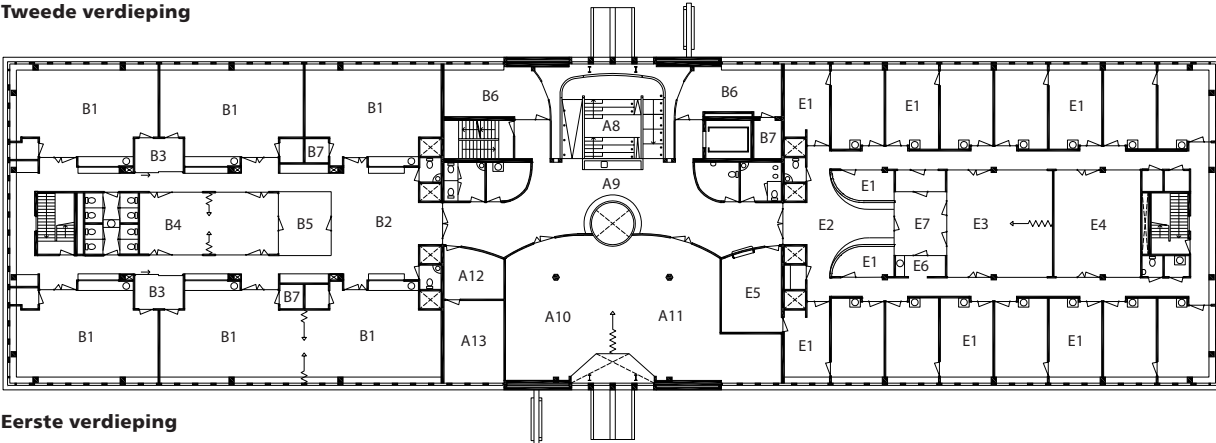 Tweede verdieping
B1 B1 B1 B6 B6 E1 E1 E1
A8
B3 B7 B7
A9 E1
B4 B5 B2 E2 E7 E3 E4
E1 E6
A12
B3 B7 E5
B1 B1 B1 A13 A10 A11 E1 E1 E1
Eerste verdieping